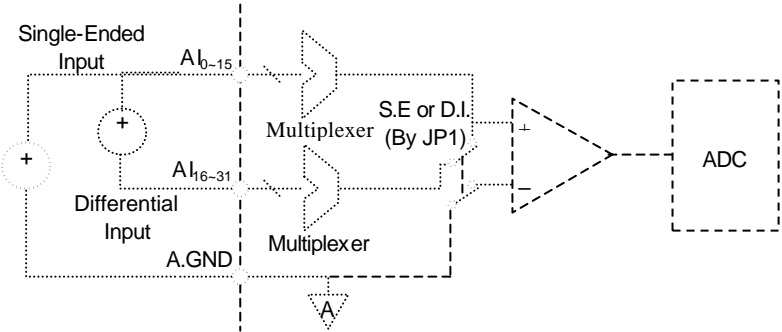 Single-Ended
Input
AI0~15
+
+
S.E or D.I.
(By JP1)
Multiplexer
+
−
ADC
AI16~31
Differential
Input
Multiplexer
A.GND
A